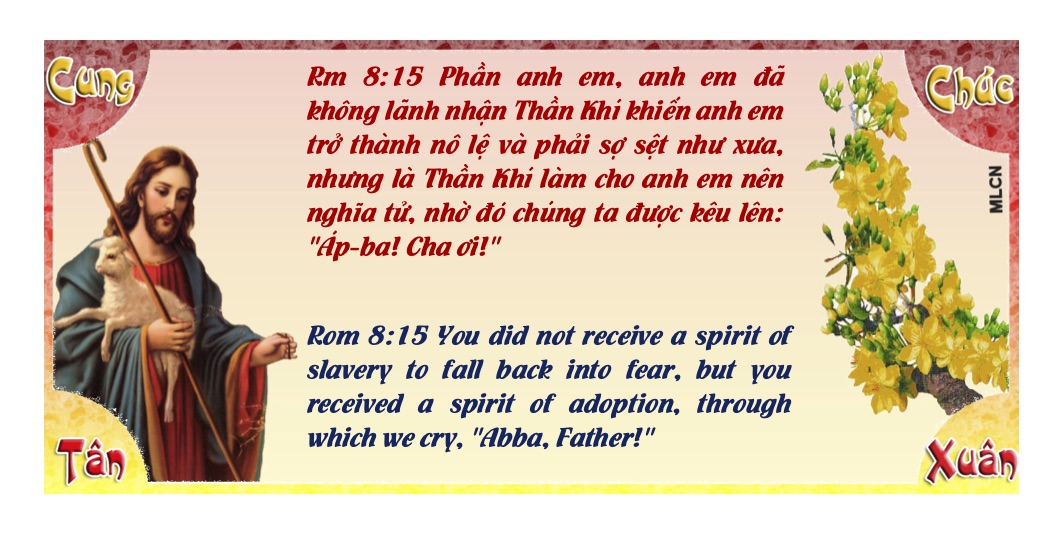 Cung
Chúc
Rm 8:15 Phần anh em, anh em đã
không lãnh nhận Thần Khí khiến anh em
trở thành nô lệ và phải sợ sệt như xưa,
nhưng là Thần Khí làm cho anh em nên
nghĩa tử, nhờ đó chúng ta được kêu lên:
"Áp-ba! Cha ơi!"
MLCN
Rom 8:15 You did not receive a spirit of
slavery to fall back into fear, but you
received a spirit of adoption, through
which we cry, "Abba, Father!"
Tân
Xuân